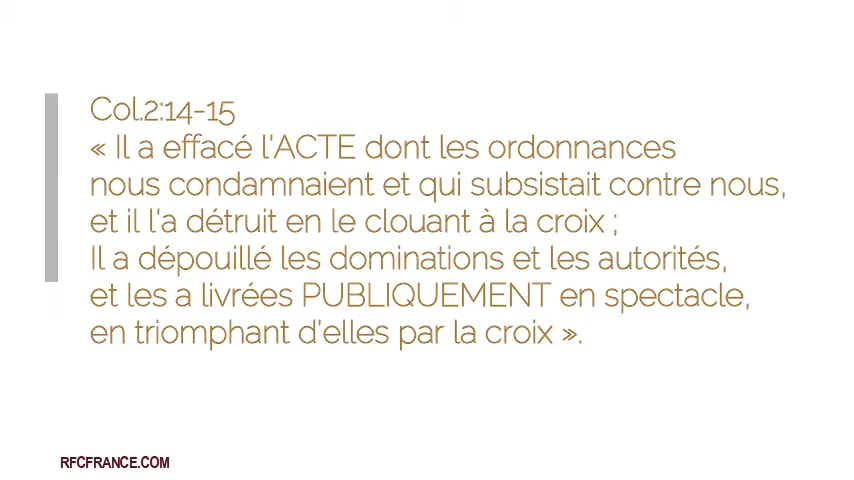 Col.2:14-15
« Il a effacé l'ACTE dont les ordonnances
nous condamnaient et qui subsistait contre nous,
et il l'a détruit en le clouant à la croix ;
Il a dépouillé les dominations et les autorités,
et les a livrées PUBLIQUEMENT en spectacle,
en triomphant d'elles par la croix ».
RFCFRANCE.COM